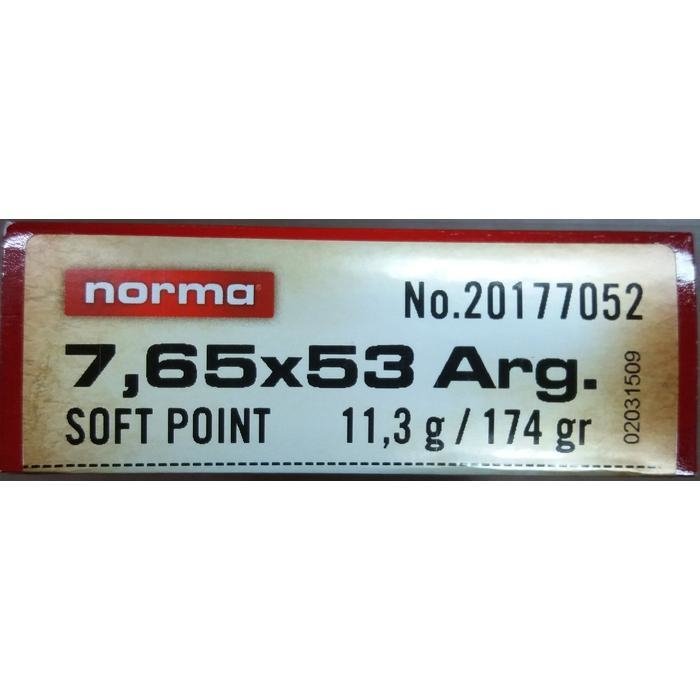 norma
No.20177052
7,65x53 Arg.
SOFT POINT 11,3 g / 174 gr
02031509